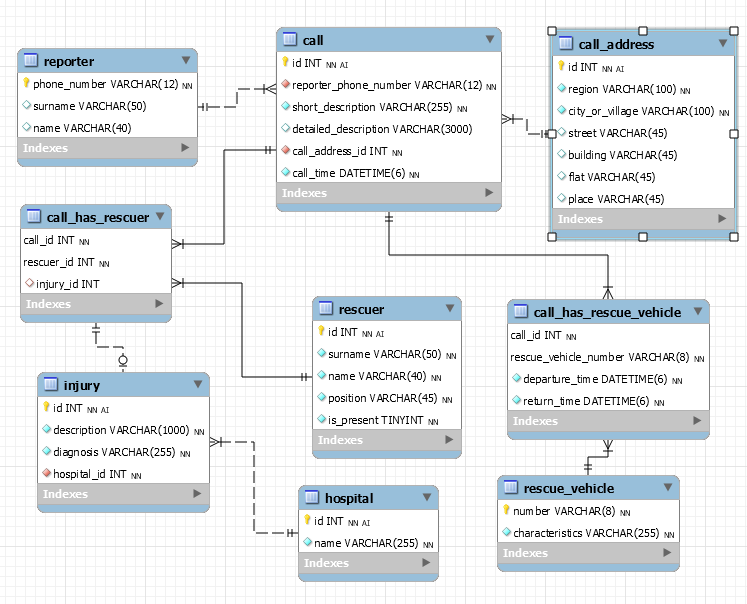 reporter
phone_number VARCHAR(12) NN
surname VARCHAR(50)
name VARCHAR(40)
Indexes
call
id INT NN AI
reporter_phone_number VARCHAR(12) NN
short_description VARCHAR(255) NN
detailed_description VARCHAR(3000)
call_address_id INT NN
call_time DATETIME(6) NN
Indexes
call_address
id INT NN AI
region VARCHAR(100) NN
city_or_village VARCHAR(100) NN
street VARCHAR(45)
building VARCHAR(45)
flat VARCHAR(45)
place VARCHAR(45)
Indexes
call_has_rescuer
call_id INT NN
rescuer_id INT NN
injury_id INT
Indexes
rescuer
id INT NN AI
surname VARCHAR(50) NN
name VARCHAR(40) NN
position VARCHAR(45) NN
is_present TINYINT NN
Indexes
call_has_rescue_vehicle
call_id INT NN
rescue_vehicle_number VARCHAR(8) NN
departure_time DATETIME(6) NN
return_time DATETIME(6) NN
Indexes
injury
id INT NN AI
description VARCHAR(1000) NN
diagnosis VARCHAR(255) NN
hospital_id INT NN
Indexes
hospital
id INT NN AI
name VARCHAR(255) NN
Indexes
rescue_vehicle
number VARCHAR(8) NN
characteristics VARCHAR(255) NN
Indexes